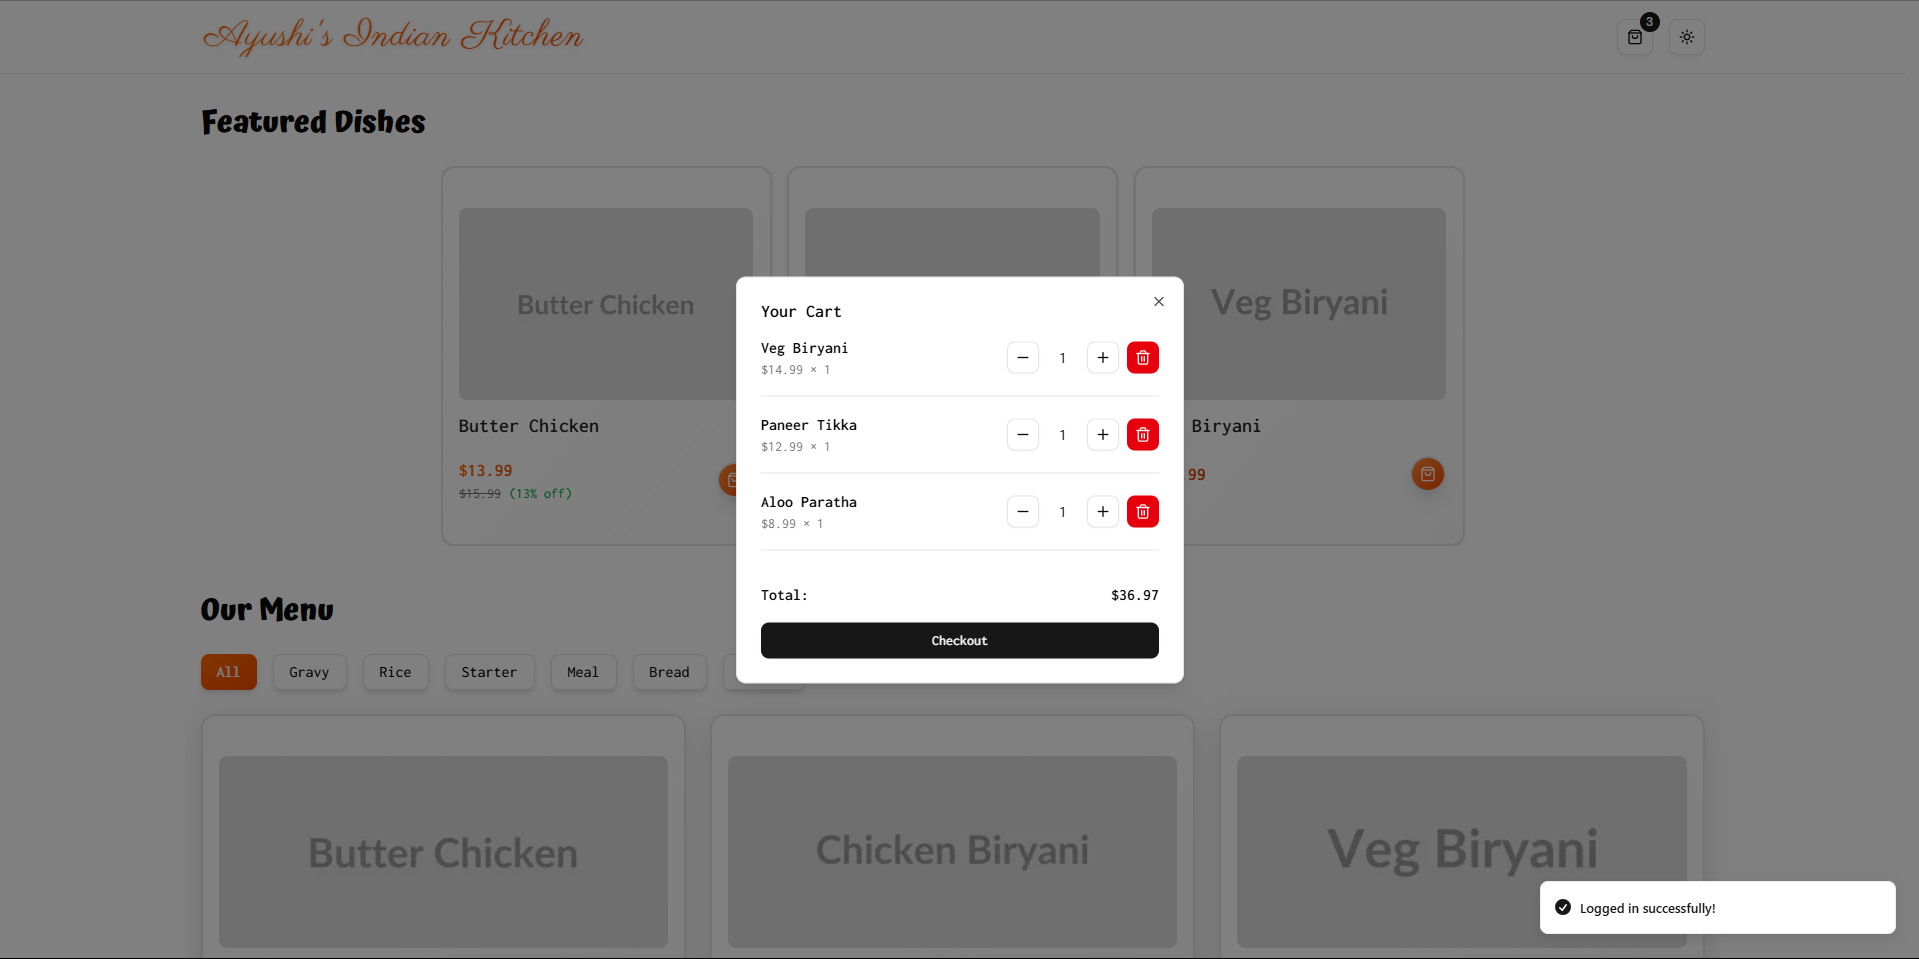 Ayushi's Indian Kitchen
3
Featured Dishes
Butter Chicken
Veg Biryani
Butter Chicken
Biryani
$13.99
$15.99 (13% off)
.99
Your Cart
Veg Biryani
$14.99 × 1
1
Paneer Tikka
$12.99 × 1
1
Aloo Paratha
$8.99 × 1
1
Total: $36.97
Checkout
Our Menu
All Gravy Rice Starter Meal Bread
Butter Chicken
Chicken Biryani
Veg Biryani
Logged in successfully!